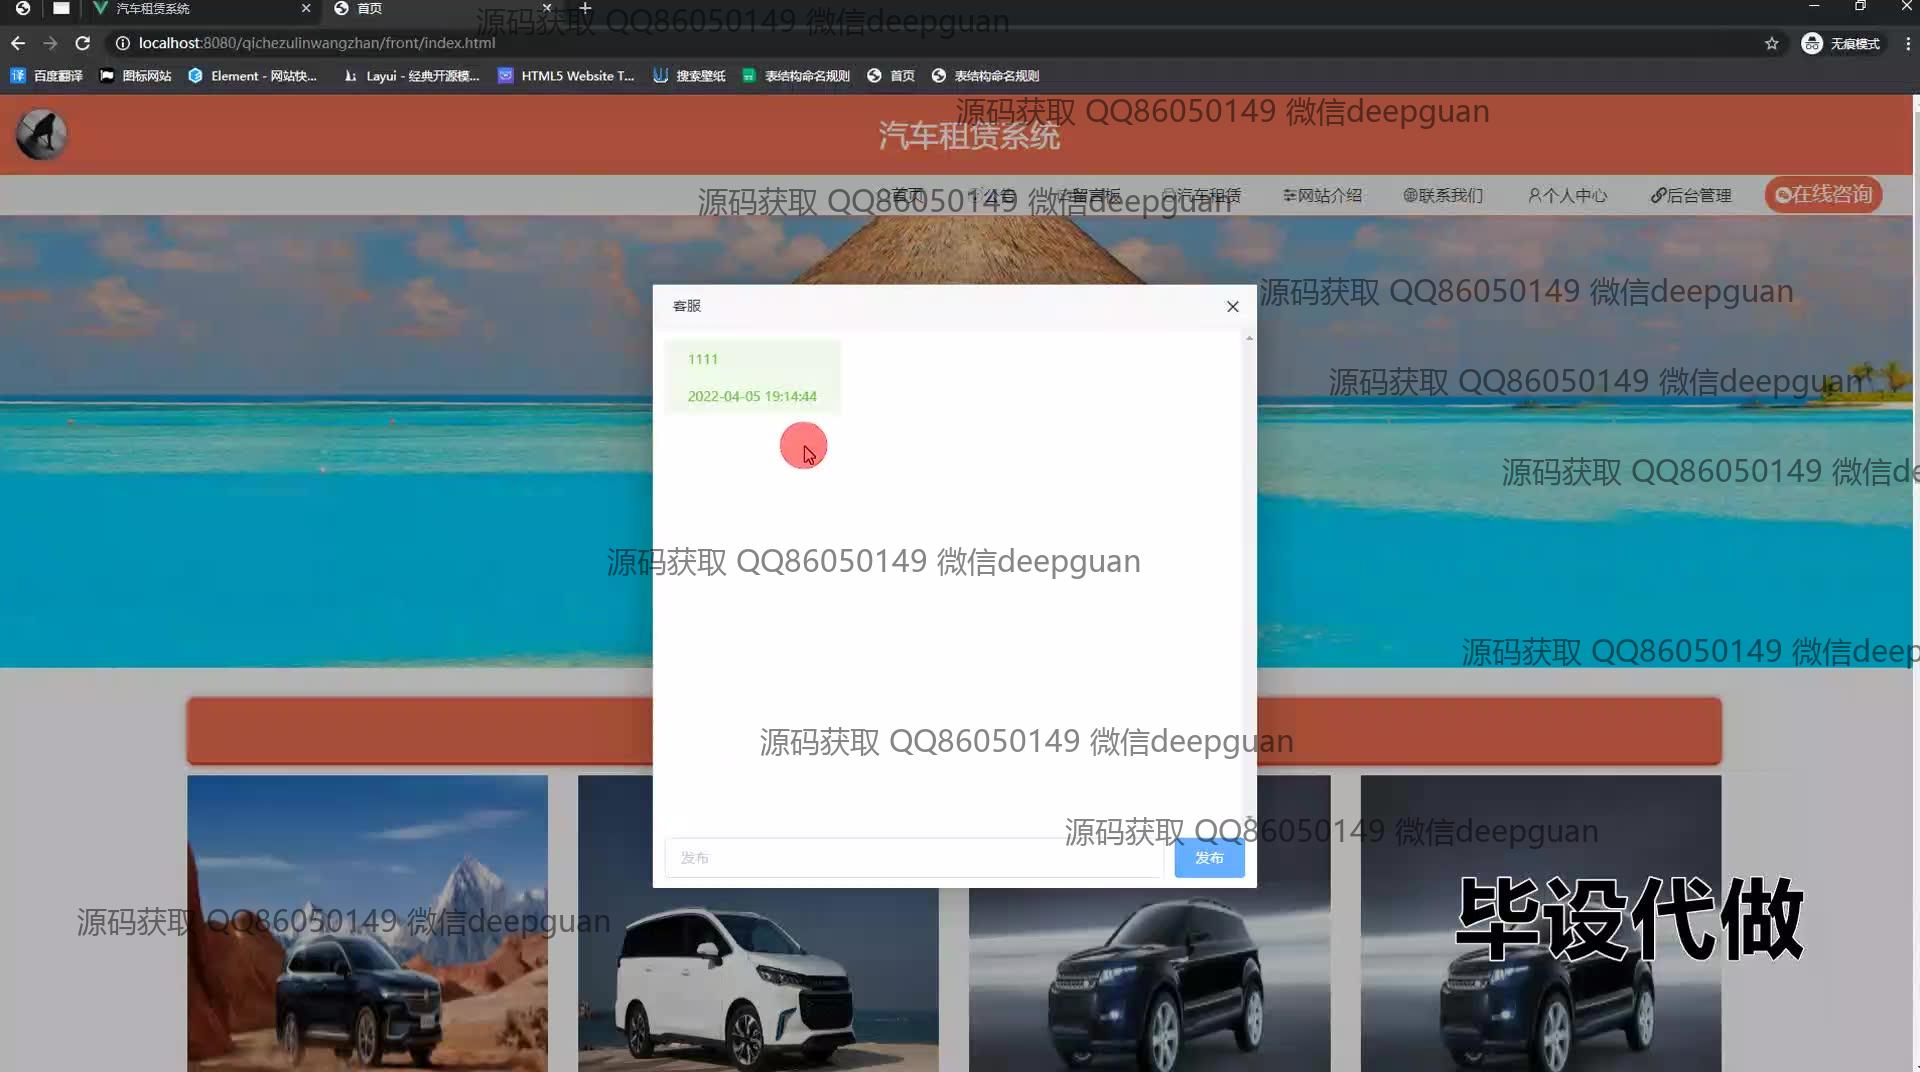 汽车租赁系统
首页
源码获取 QQ86050149 微信deepguan
localhost:8080/qichezulinwangzhan/front/index.html
无痕模式
百度翻译
图标网站
Element - 网站快...
Layui - 经典开源模...
HTML5 Website T...
搜索壁纸
表结构命名规则
首页
表结构命名规则
源码获取 QQ86050149 微信deepguan
汽车租赁系统
首页
公告
留言板
汽车租赁
网站介绍
联系我们
个人中心
后台管理
在线咨询
源码获取 QQ86050149 微信deepguan
源码获取 QQ86050149 微信deepguan
客服
1111
2022-04-05 19:14:44
源码获取 QQ86050149 微信deepguan
源码获取 QQ86050149 微信de
源码获取 QQ86050149 微信deepguan
源码获取 QQ86050149 微信deep
源码获取 QQ86050149 微信deepguan
源码获取 QQ86050149 微信deepguan
发布
发布
源码获取 QQ86050149 微信deepguan
毕设代做